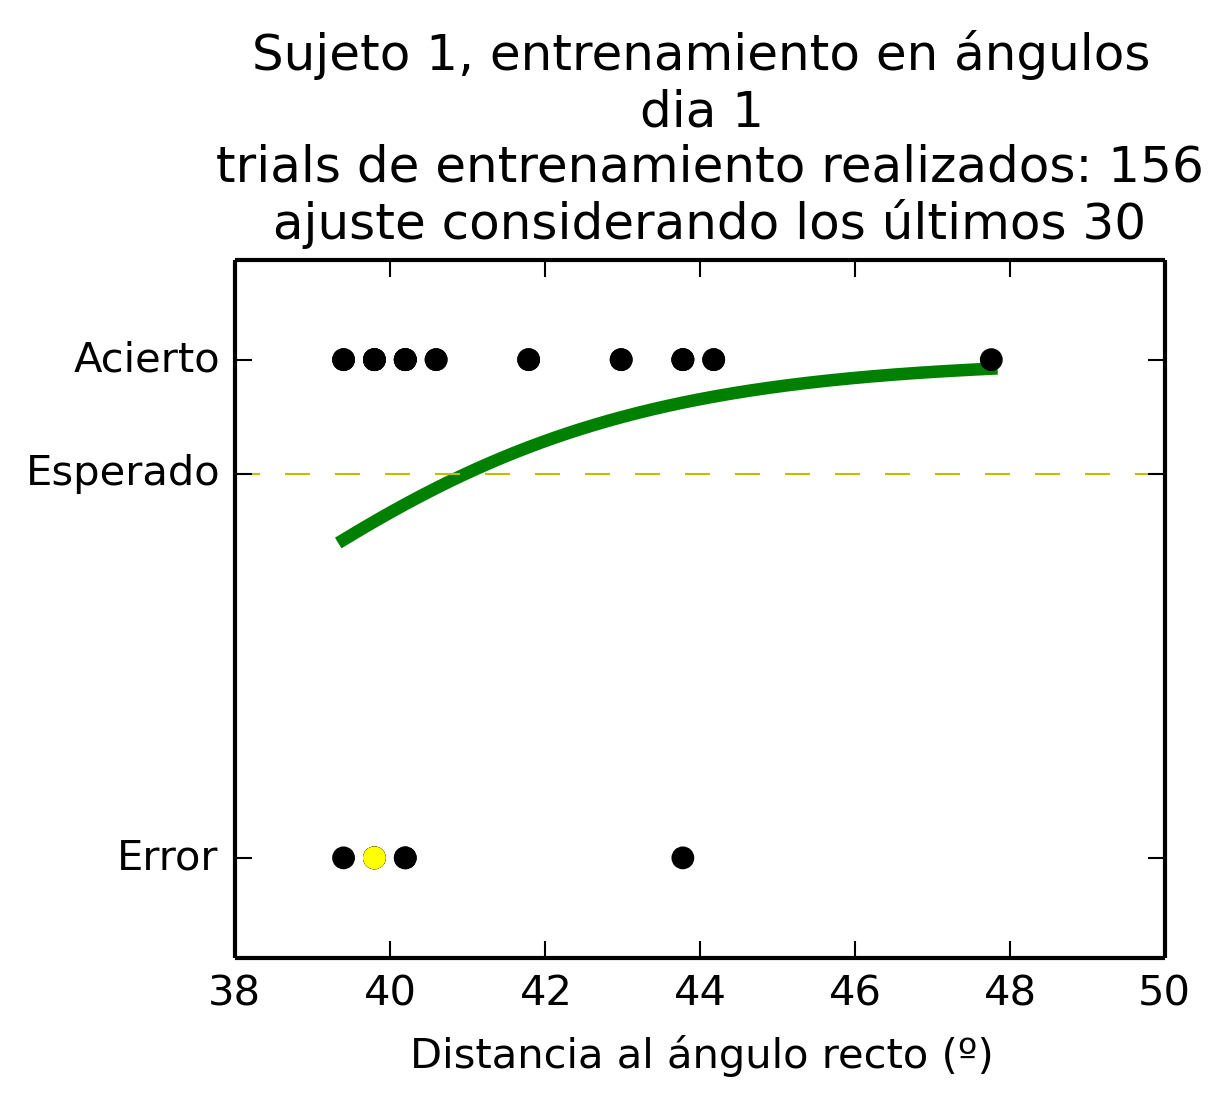 Sujeto 1, entrenamiento en ángulos
dia 1
trials de entrenamiento realizados: 156
ajuste considerando los últimos 30
Acierto
Esperado
Error
38 40 42 44 46 48 50
Distancia al ángulo recto (º)